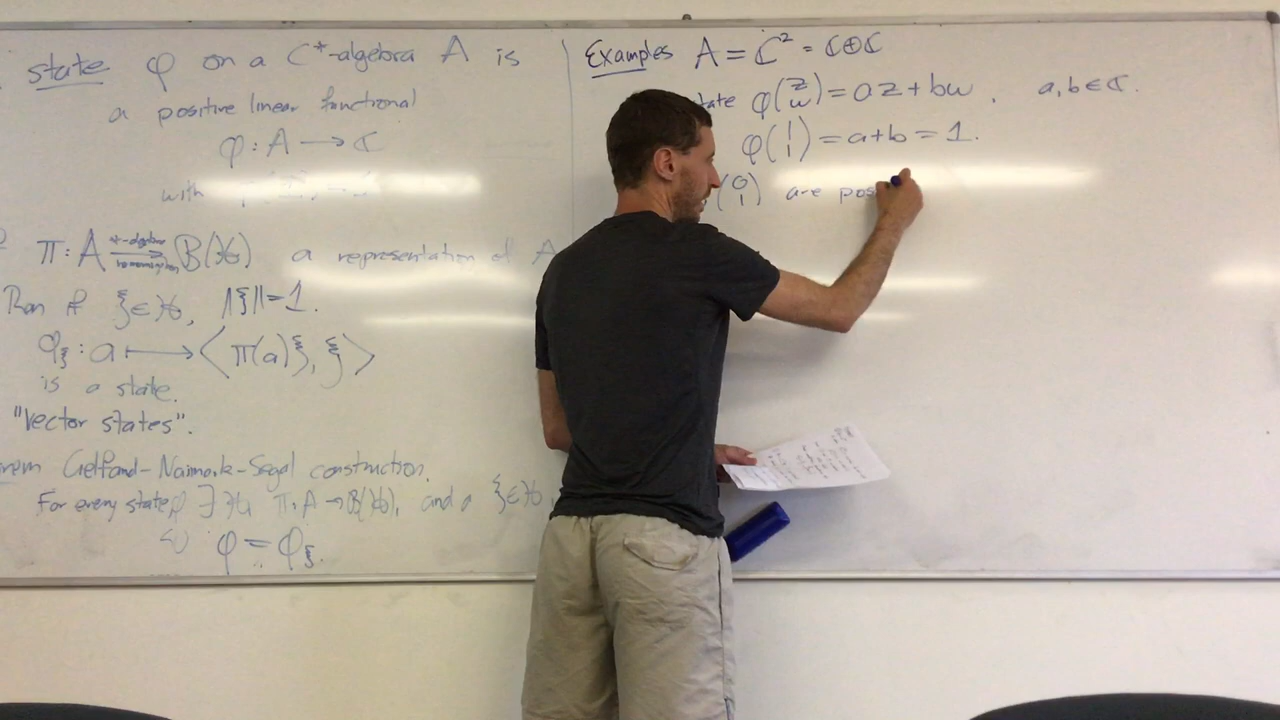 state φ on a C*-algebra A is
a positive linear functional
φ : A → ℂ
with
π: A *-algebra → B(ℋ) a representation of A
Then if ξ∈ℋ, ||ξ||=1.
φ_ξ : a ↦ ⟨π(a)ξ, ξ⟩
is a state.
"Vector states".
Gelfand-Naimark-Segal construction.
For every state φ ∃ ℋ, π: A → B(ℋ), and a ξ∈ℋ
φ = φ_ξ.
Examples A = ℂ² = ℂ⊕ℂ
φ(z w) = az + bw, a,b ∈ ℂ.
φ(1 1) = a+b = 1.
(0 1) are pos